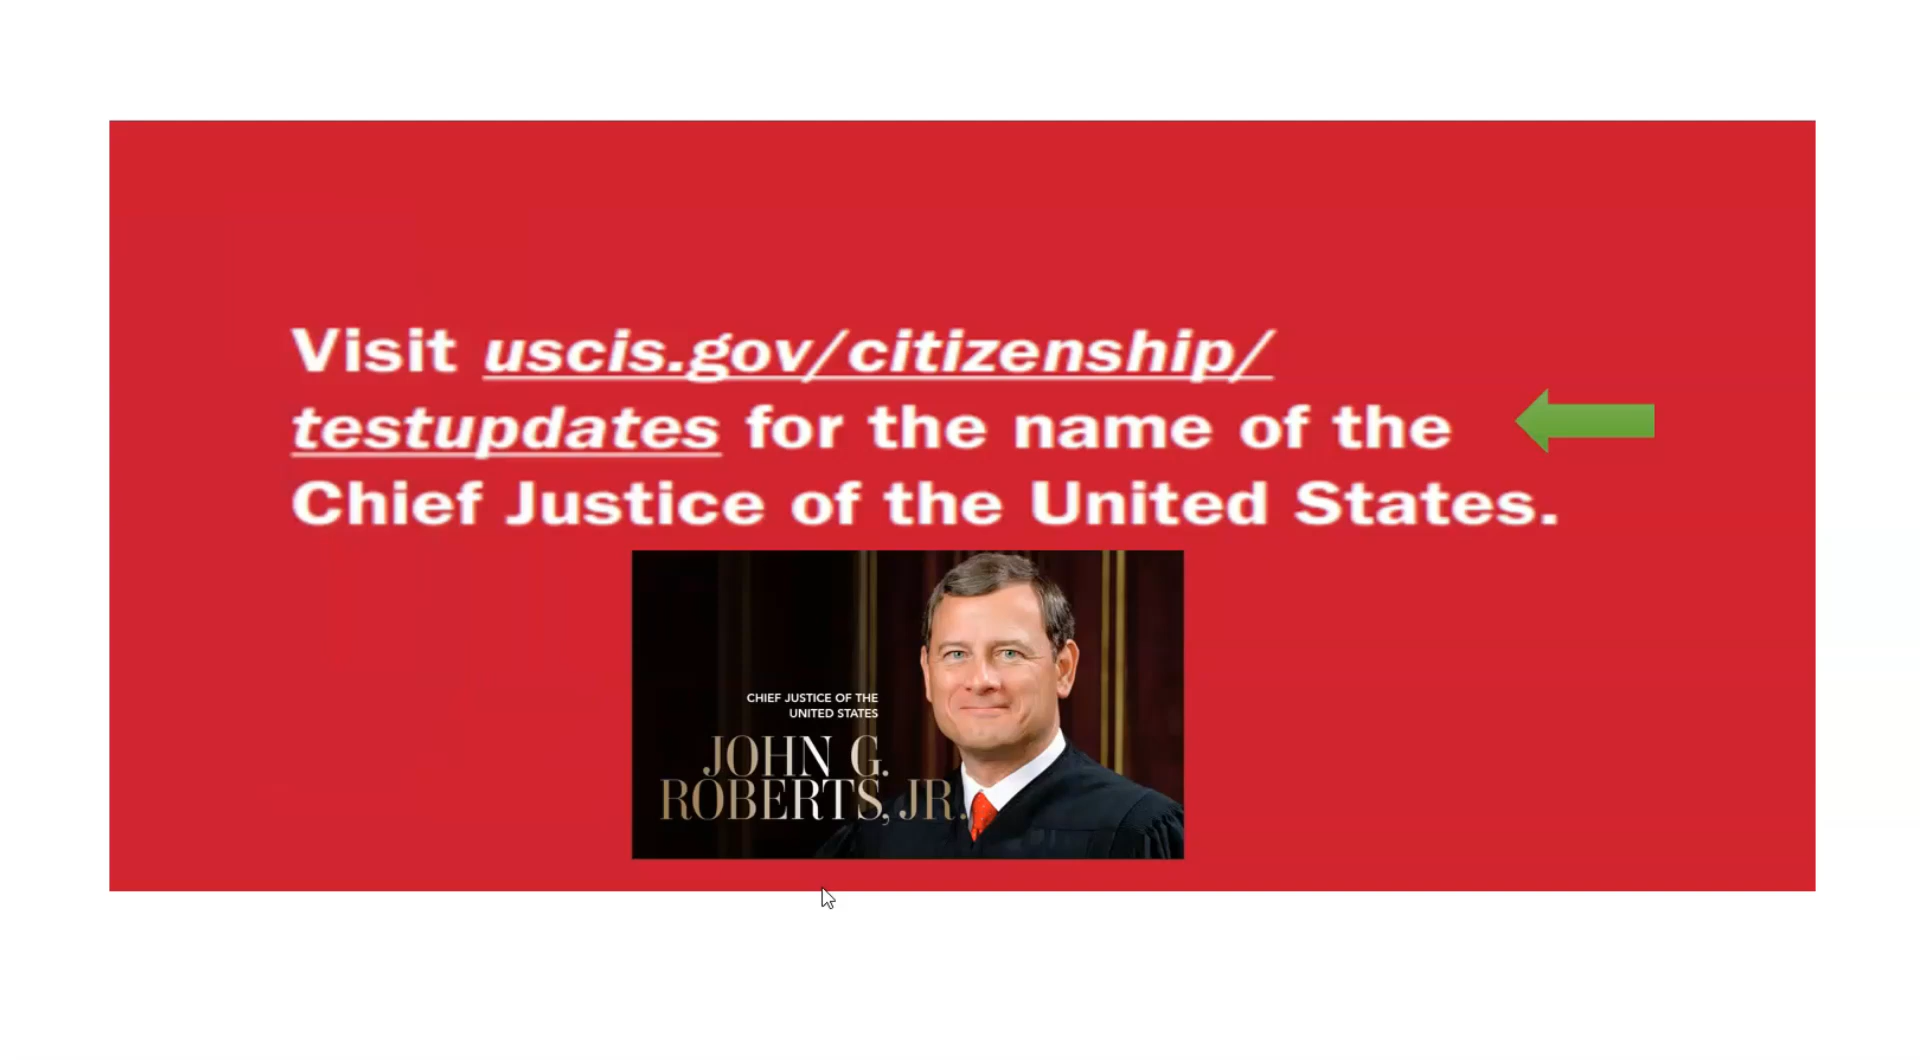 Visit uscis.gov/citizenship/
testupdates for the name of the
Chief Justice of the United States.
CHIEF JUSTICE OF THE
UNITED STATES
JOHN G.
ROBERTS, JR.